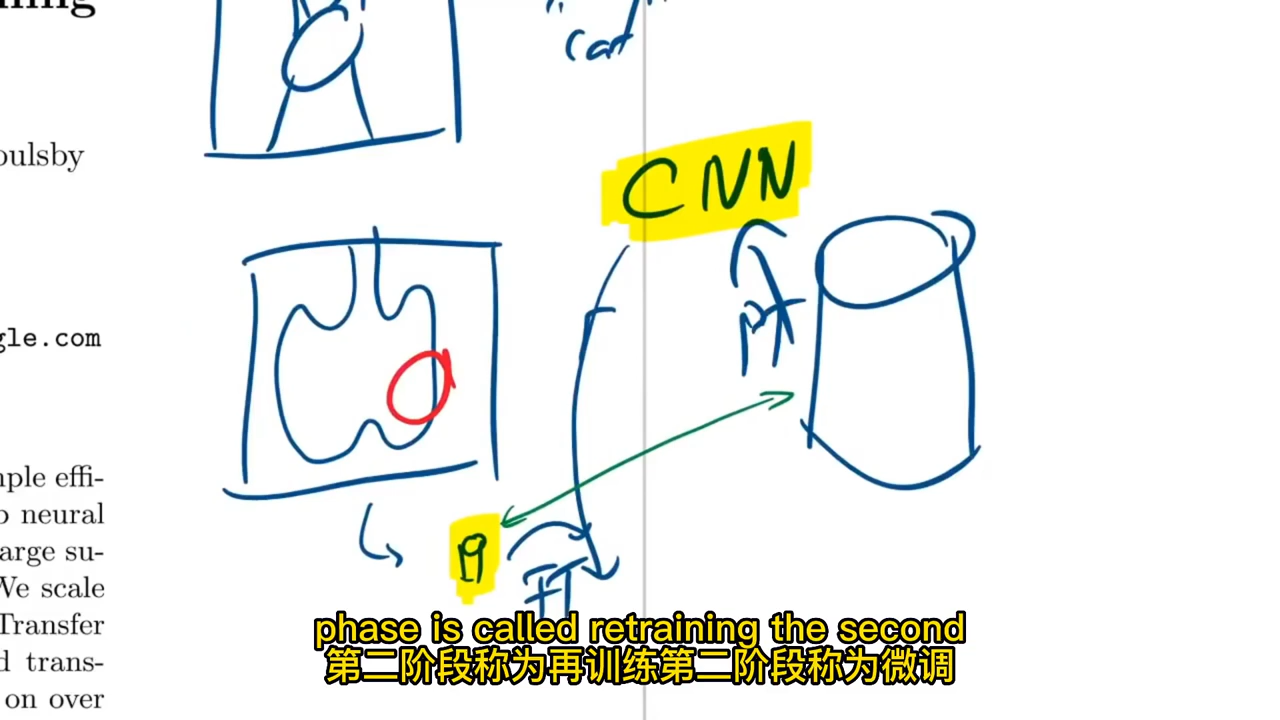 ning
Cat
CNN
oulsby
pt
gle.com
nple effi-
p neural
arge su-
We scale
FT
Transfer
d trans-
on over
phase is called retraining the second
第二阶段称为再训练第二阶段称为微调